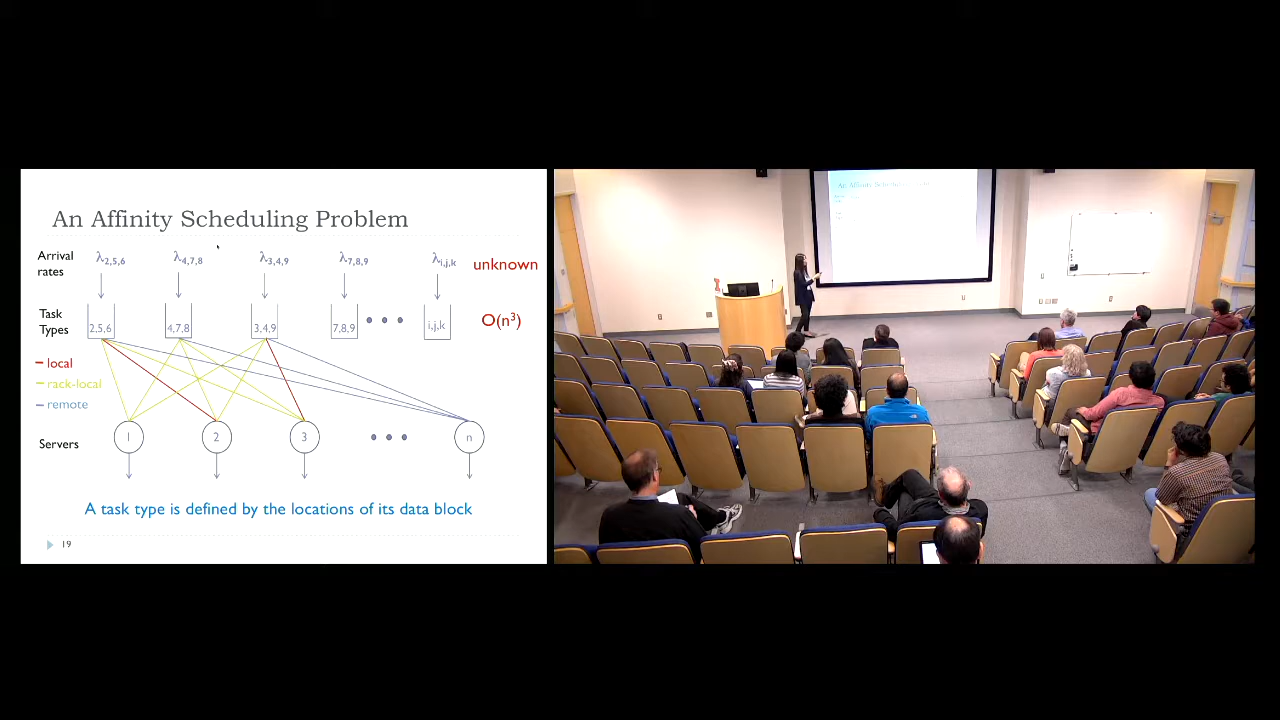 An Affinity Scheduling Problem
Arrival rates λ2,5,6 λ4,7,8 λ3,4,9 λ7,8,9 λi,j,k unknown
Task Types 2,5,6 4,7,8 3,4,9 7,8,9 i,j,k O(n³)
local
rack-local
remote
Servers 1 2 3 n
A task type is defined by the locations of its data block
19